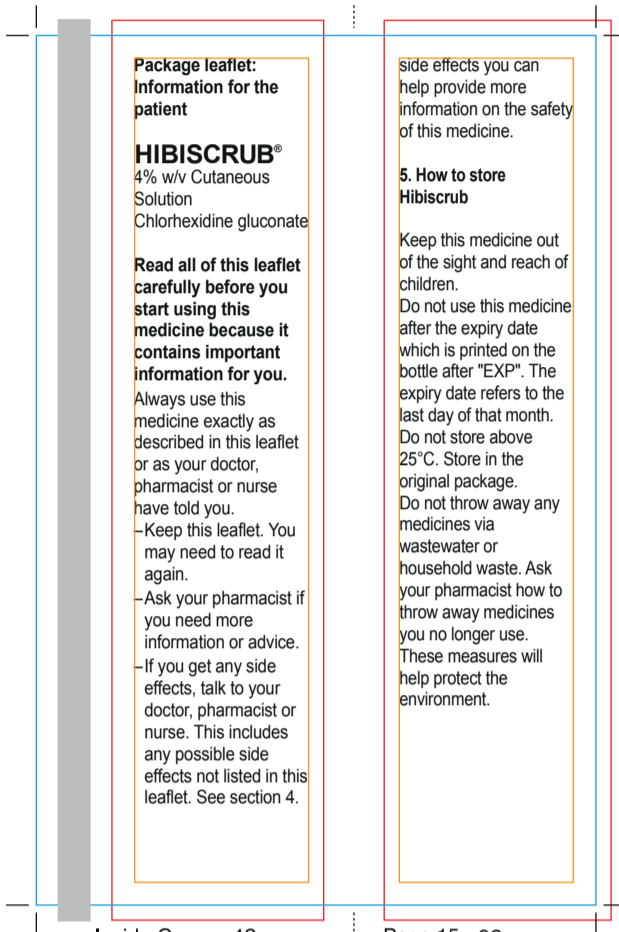 Package leaflet:
Information for the
patient
HIBISCRUB®
4% w/v Cutaneous
Solution
Chlorhexidine gluconate
Read all of this leaflet
carefully before you
start using this
medicine because it
contains important
information for you.
Always use this
medicine exactly as
described in this leaflet
or as your doctor,
pharmacist or nurse
have told you.
–Keep this leaflet. You
may need to read it
again.
–Ask your pharmacist if
you need more
information or advice.
–If you get any side
effects, talk to your
doctor, pharmacist or
nurse. This includes
any possible side
effects not listed in this
leaflet. See section 4.
side effects you can
help provide more
information on the safety
of this medicine.
5. How to store
Hibiscrub
Keep this medicine out
of the sight and reach of
children.
Do not use this medicine
after the expiry date
which is printed on the
bottle after "EXP". The
expiry date refers to the
last day of that month.
Do not store above
25°C. Store in the
original package.
Do not throw away any
medicines via
wastewater or
household waste. Ask
your pharmacist how to
throw away medicines
you no longer use.
These measures will
help protect the
environment.